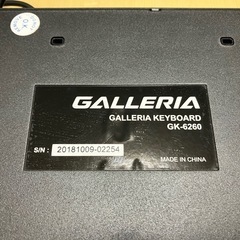 GALLERIA
GALLERIA KEYBOARD
GK-6260
S/N : 20181009-02254
MADE IN CHINA